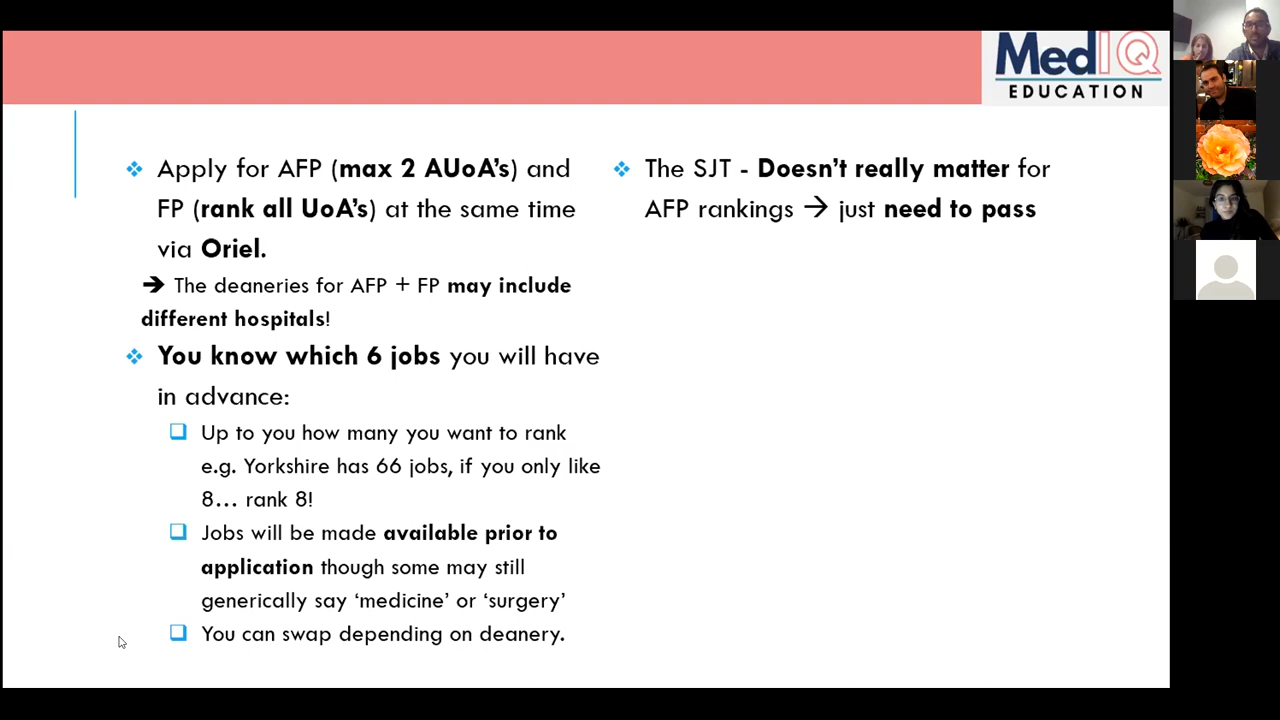 MedIQ
EDUCATION
Apply for AFP (max 2 AUoA’s) and
FP (rank all UoA’s) at the same time
via Oriel.
➔ The deaneries for AFP + FP may include
different hospitals!
You know which 6 jobs you will have
in advance:
Up to you how many you want to rank
e.g. Yorkshire has 66 jobs, if you only like
8... rank 8!
Jobs will be made available prior to
application though some may still
generically say ‘medicine’ or ‘surgery’
You can swap depending on deanery.
The SJT - Doesn’t really matter for
AFP rankings → just need to pass